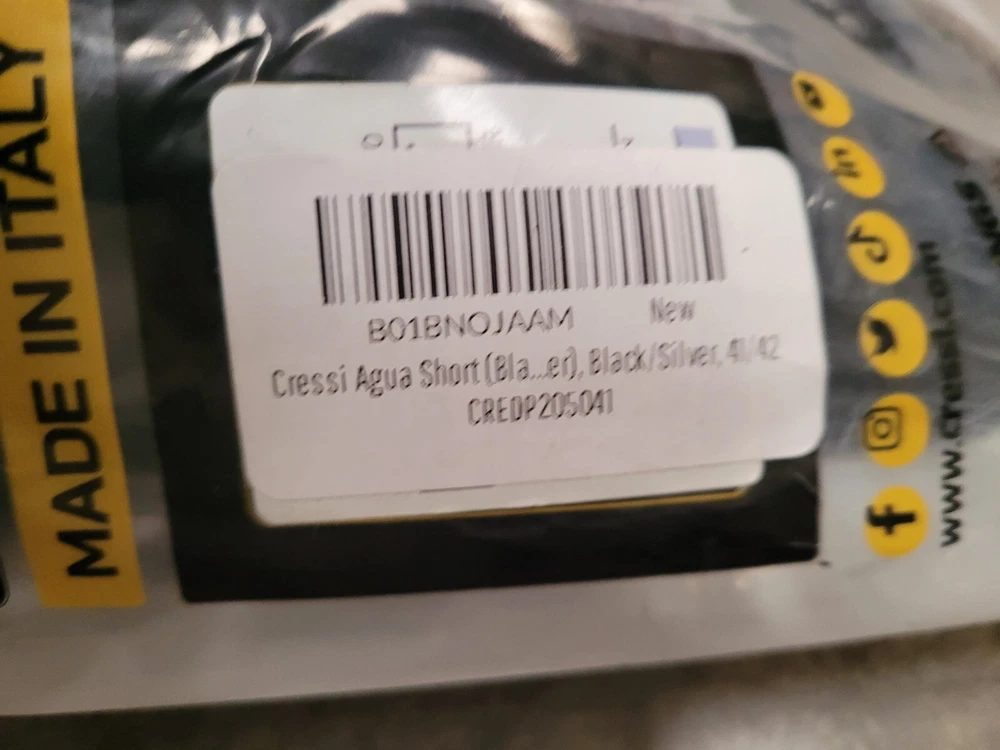 MADE IN ITALY
B01BNOJAAM New
Cressi Agua Short (Bla...er), Black/Silver, 41/42
CREDP205041
www.cressi.com